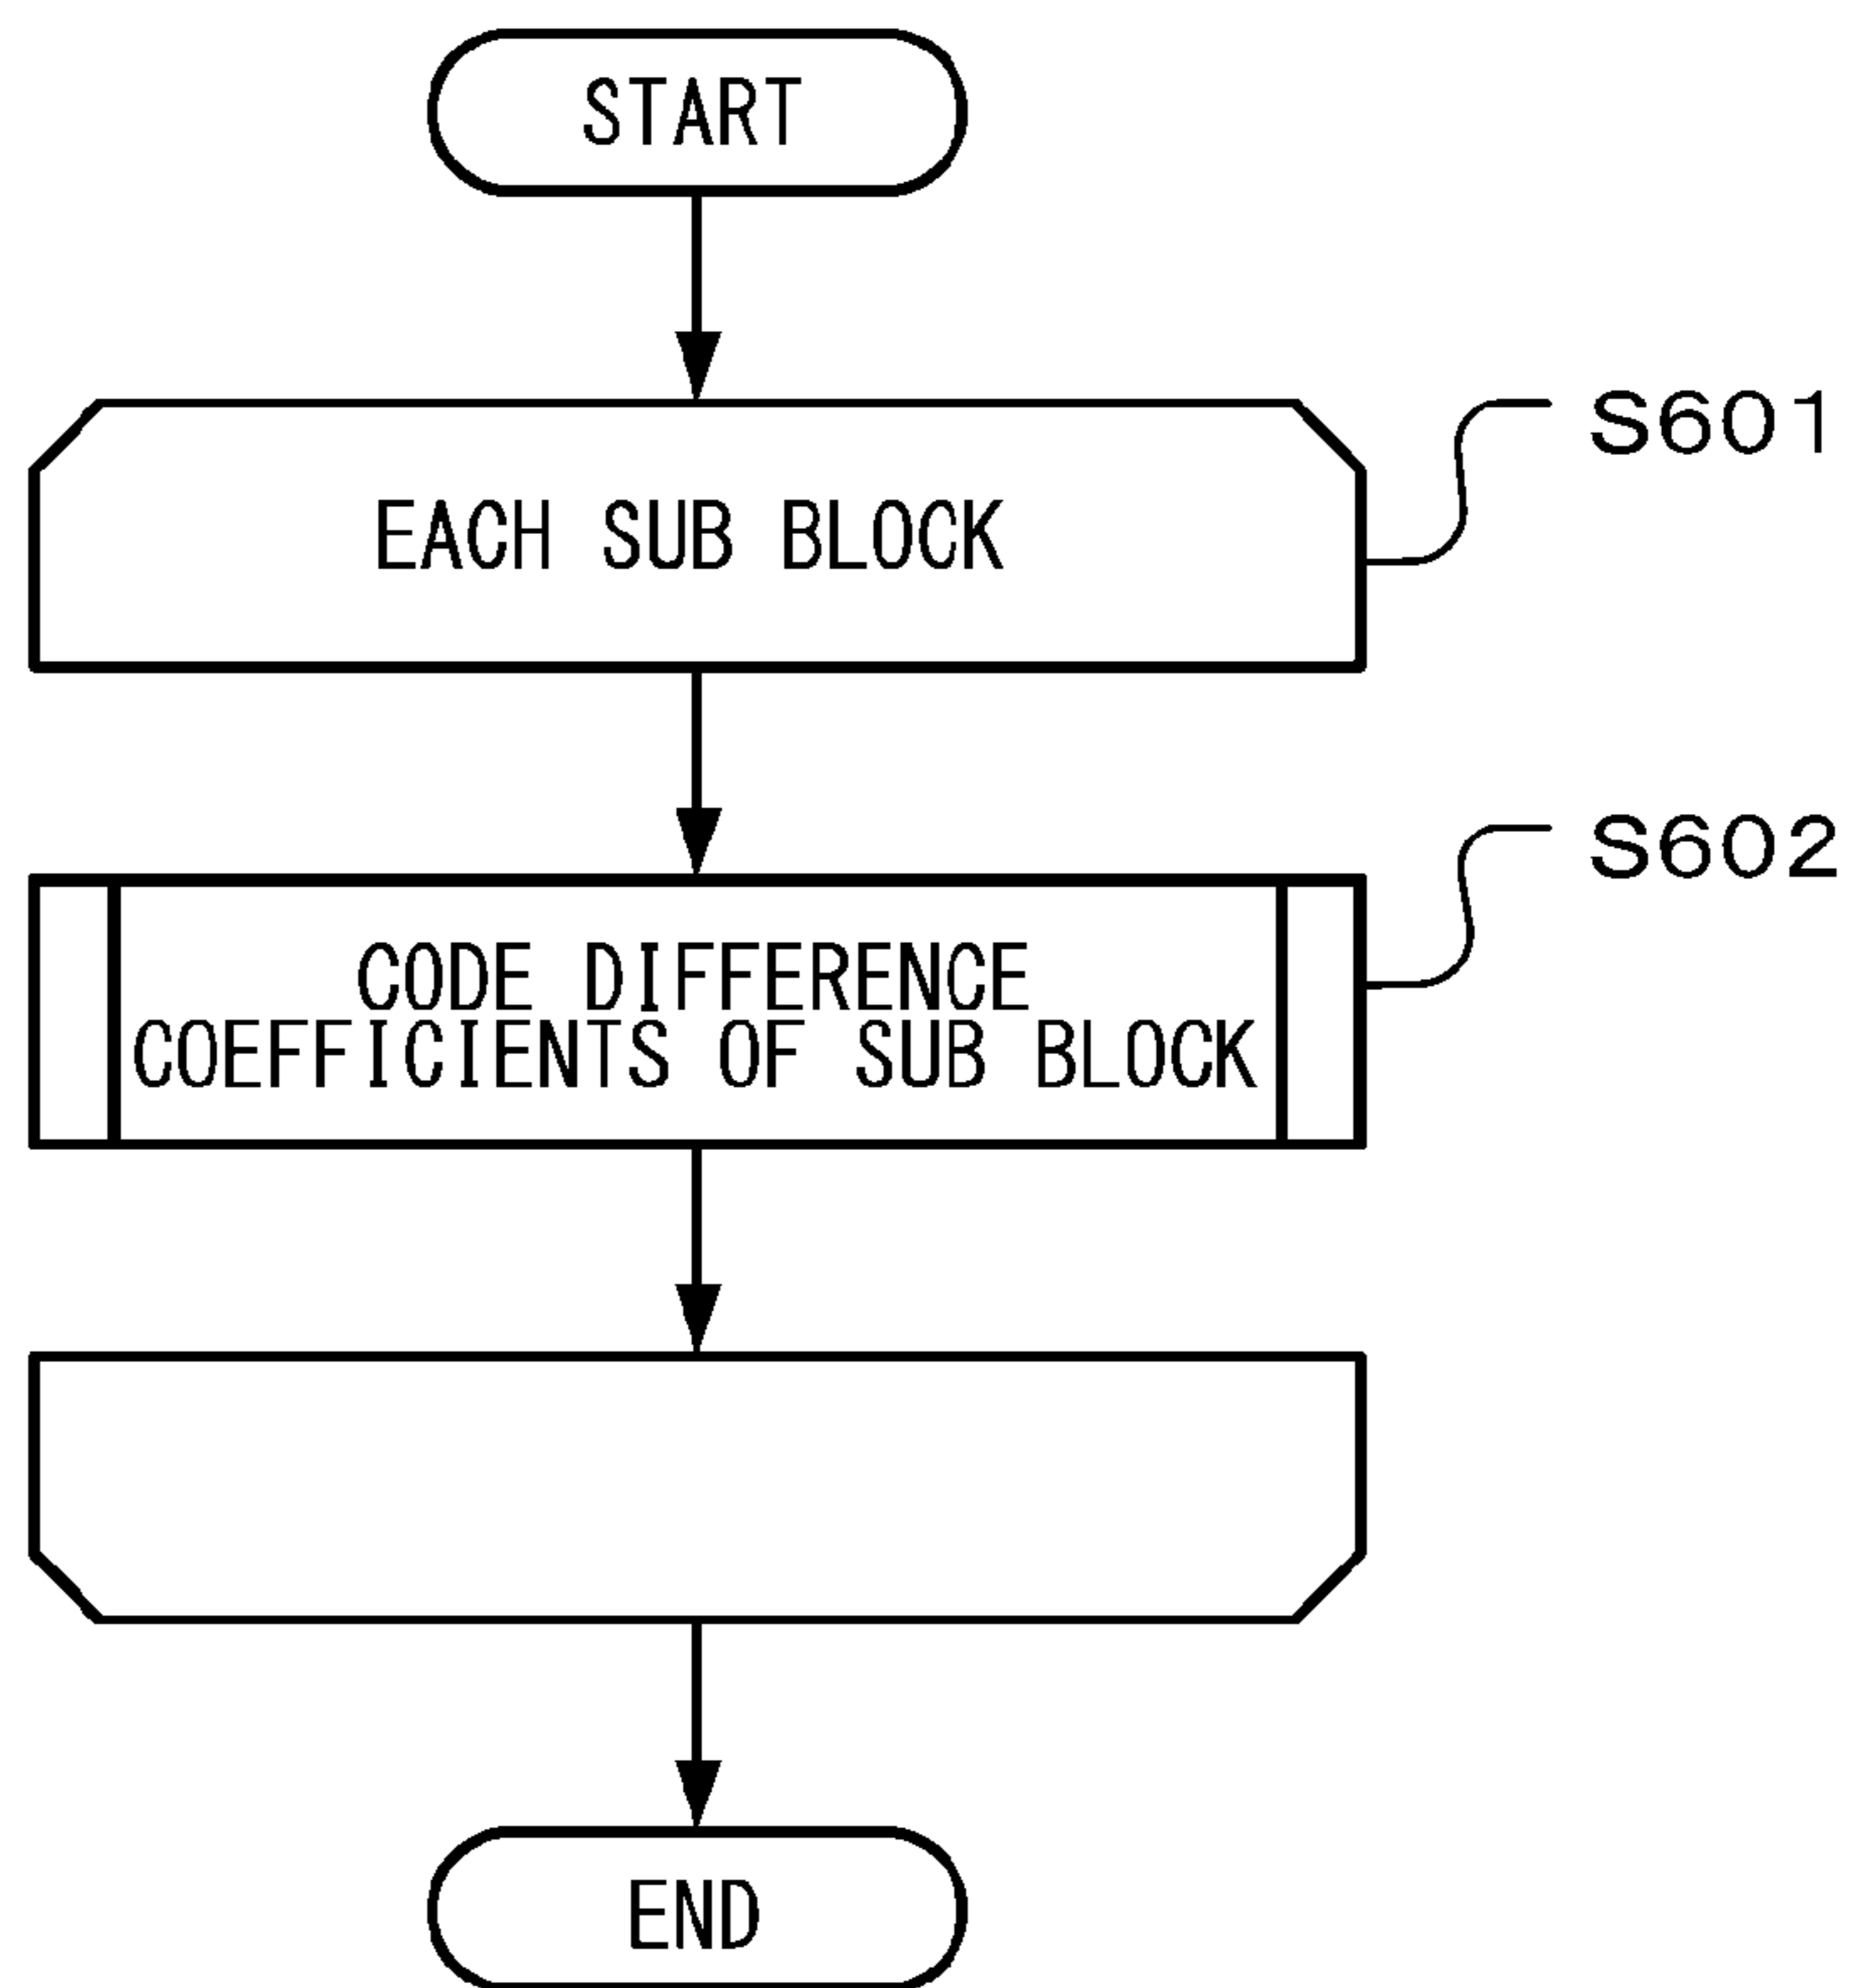 START
S601
EACH SUB BLOCK
S602
CODE DIFFERENCE
COEFFICIENTS OF SUB BLOCK
END